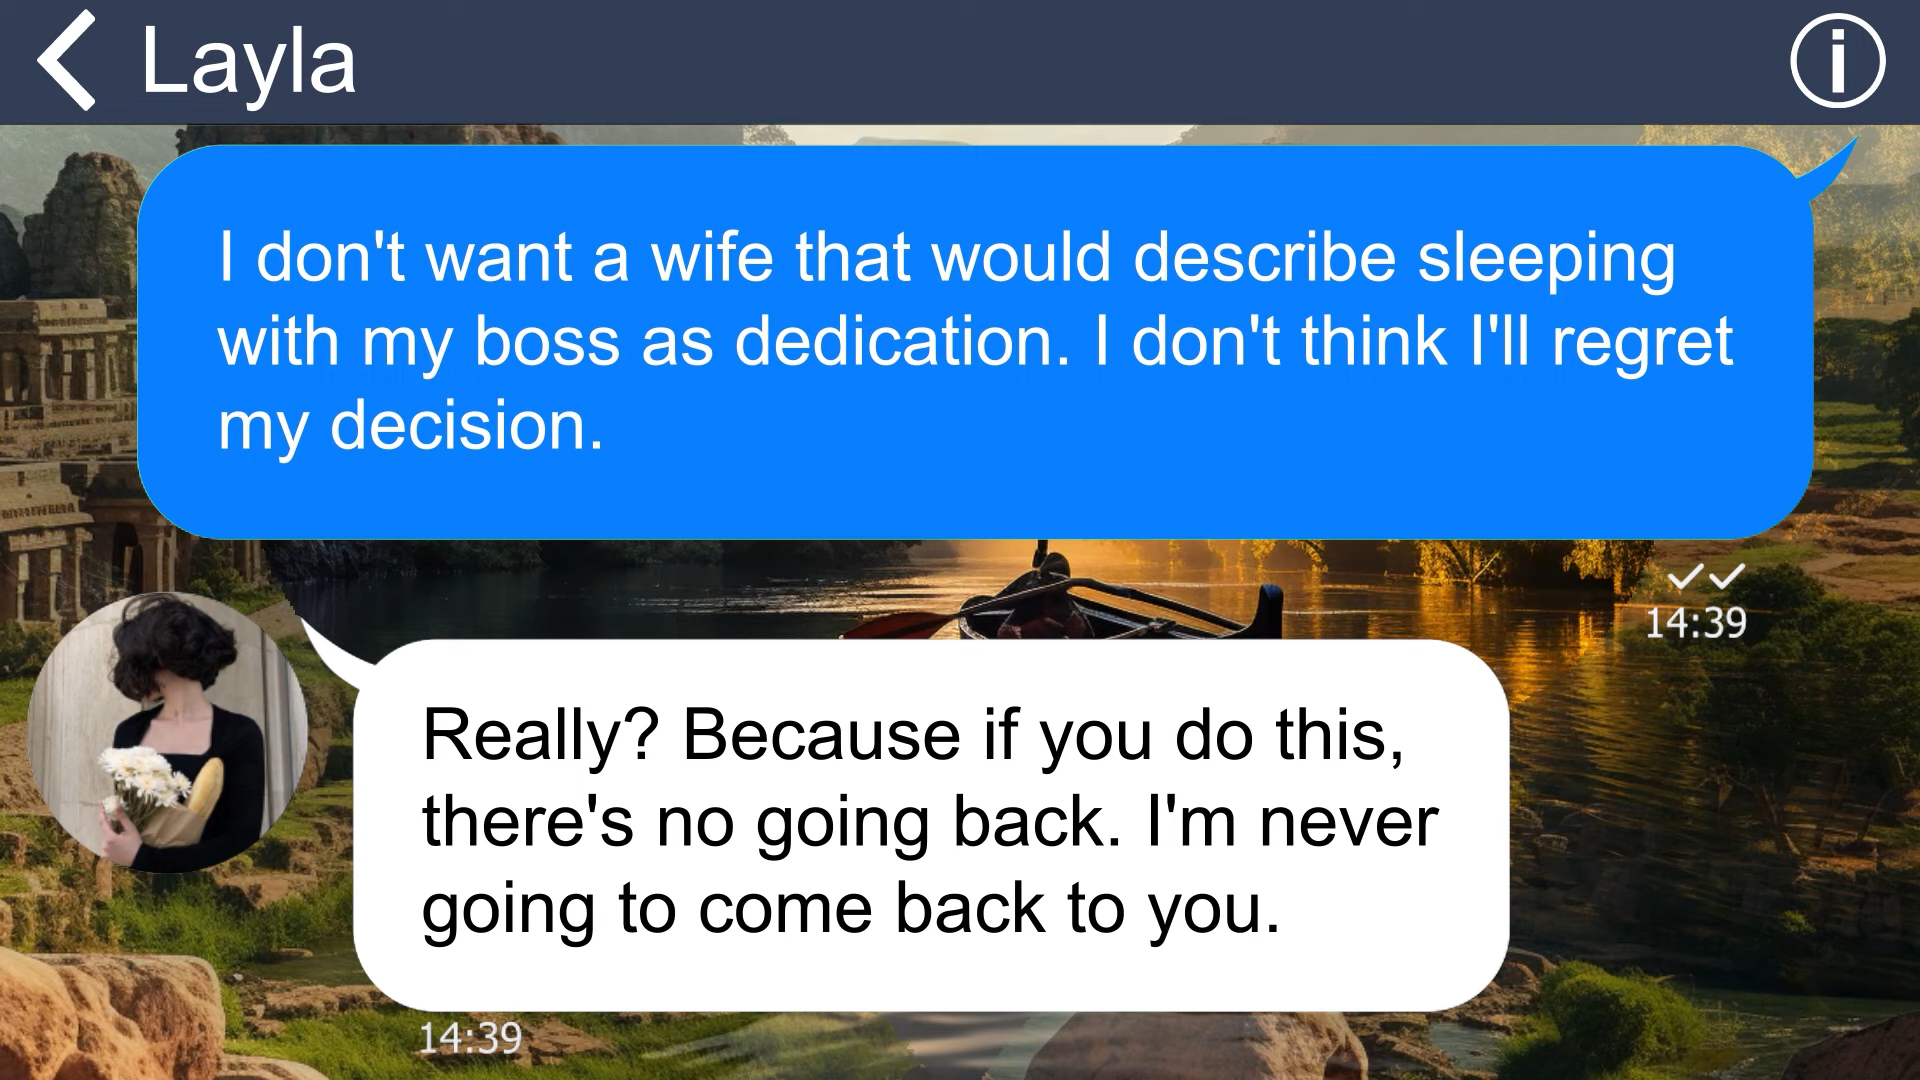 Layla
I don't want a wife that would describe sleeping
with my boss as dedication. I don't think I'll regret
my decision.
14:39
Really? Because if you do this,
there's no going back. I'm never
going to come back to you.
14:39